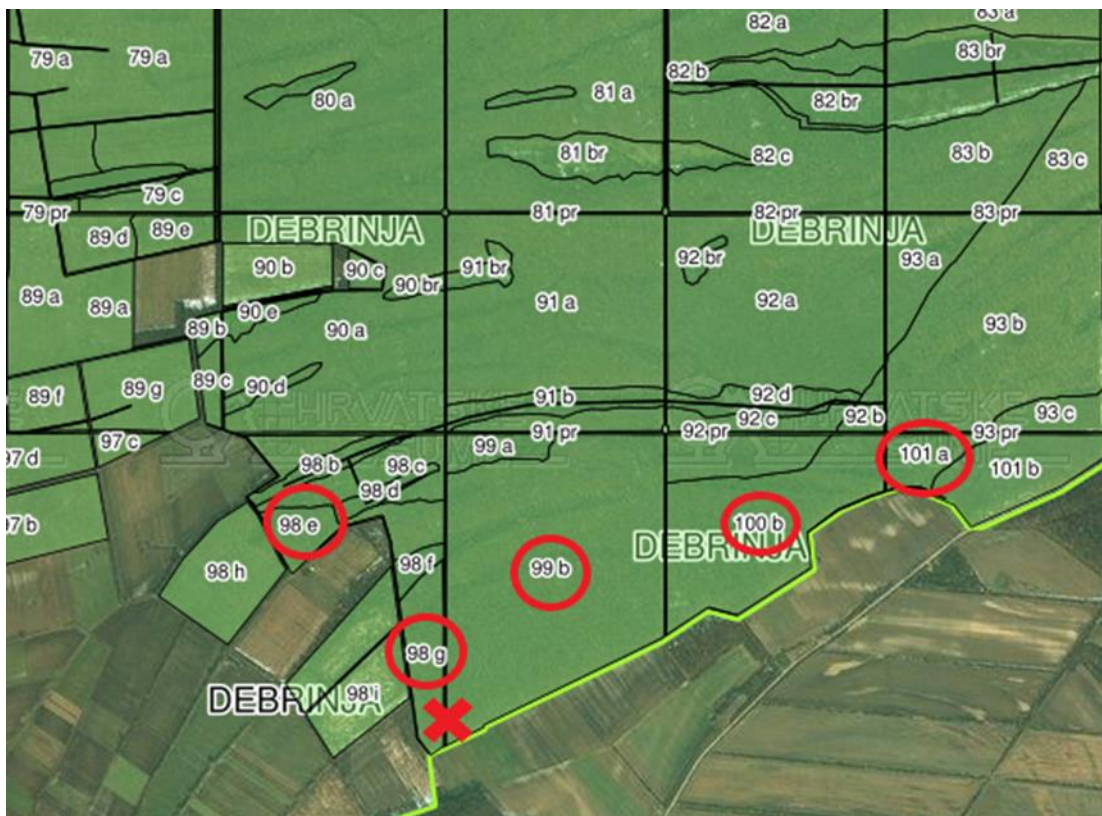 83 a
82 a
79 a
79 a
83 br
82 b
81 a
80 a
82 br
81 br
82 c
83 b
83 c
79 c
79 pr
81 pr
82 pr
83 pr
DEBRINJA
DEBRINJA
89 d
89 e
90 b
90 c
91 br
92 br
93 a
90 br
89 a
89 a
91 a
92 a
90 e
89 b
90 a
93 b
89 c
90 d
89 f
89 g
91 b
92 d
HRVATSKE
93 c
92 c
92 b
91 pr
92 pr
93 pr
97 c
99 a
97 d
98 b
98 c
101 a
101 b
98 d
97 b
98 e
100 b
DEBRINJA
98 f
99 b
98 h
98 g
98 i
DEBRINJA